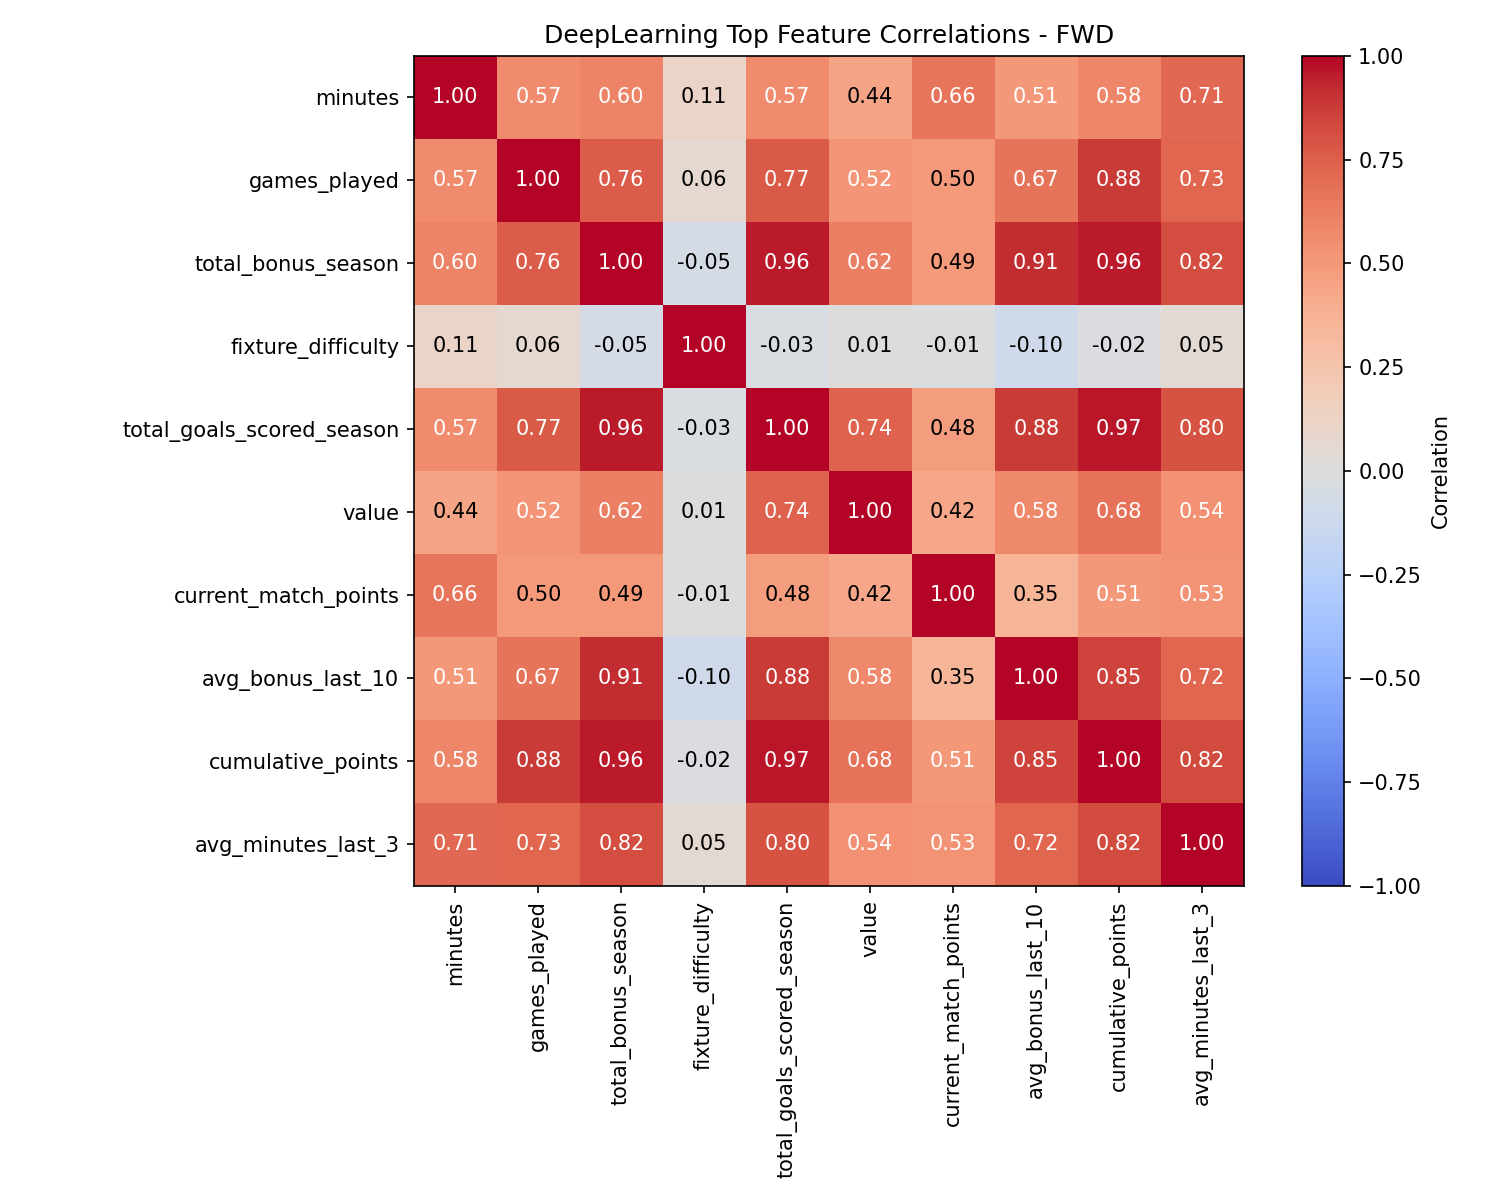 DeepLearning Top Feature Correlations - FWD
minutes 1.00 0.57 0.60 0.11 0.57 0.44 0.66 0.51 0.58 0.71
games_played 0.57 1.00 0.76 0.06 0.77 0.52 0.50 0.67 0.88 0.73
total_bonus_season 0.60 0.76 1.00 -0.05 0.96 0.62 0.49 0.91 0.96 0.82
fixture_difficulty 0.11 0.06 -0.05 1.00 -0.03 0.01 -0.01 -0.10 -0.02 0.05
total_goals_scored_season 0.57 0.77 0.96 -0.03 1.00 0.74 0.48 0.88 0.97 0.80
value 0.44 0.52 0.62 0.01 0.74 1.00 0.42 0.58 0.68 0.54
current_match_points 0.66 0.50 0.49 -0.01 0.48 0.42 1.00 0.35 0.51 0.53
avg_bonus_last_10 0.51 0.67 0.91 -0.10 0.88 0.58 0.35 1.00 0.85 0.72
cumulative_points 0.58 0.88 0.96 -0.02 0.97 0.68 0.51 0.85 1.00 0.82
avg_minutes_last_3 0.71 0.73 0.82 0.05 0.80 0.54 0.53 0.72 0.82 1.00
minutes
games_played
total_bonus_season
fixture_difficulty
total_goals_scored_season
value
current_match_points
avg_bonus_last_10
cumulative_points
avg_minutes_last_3
1.00
0.75
0.50
0.25
0.00
−0.25
−0.50
−0.75
−1.00
Correlation